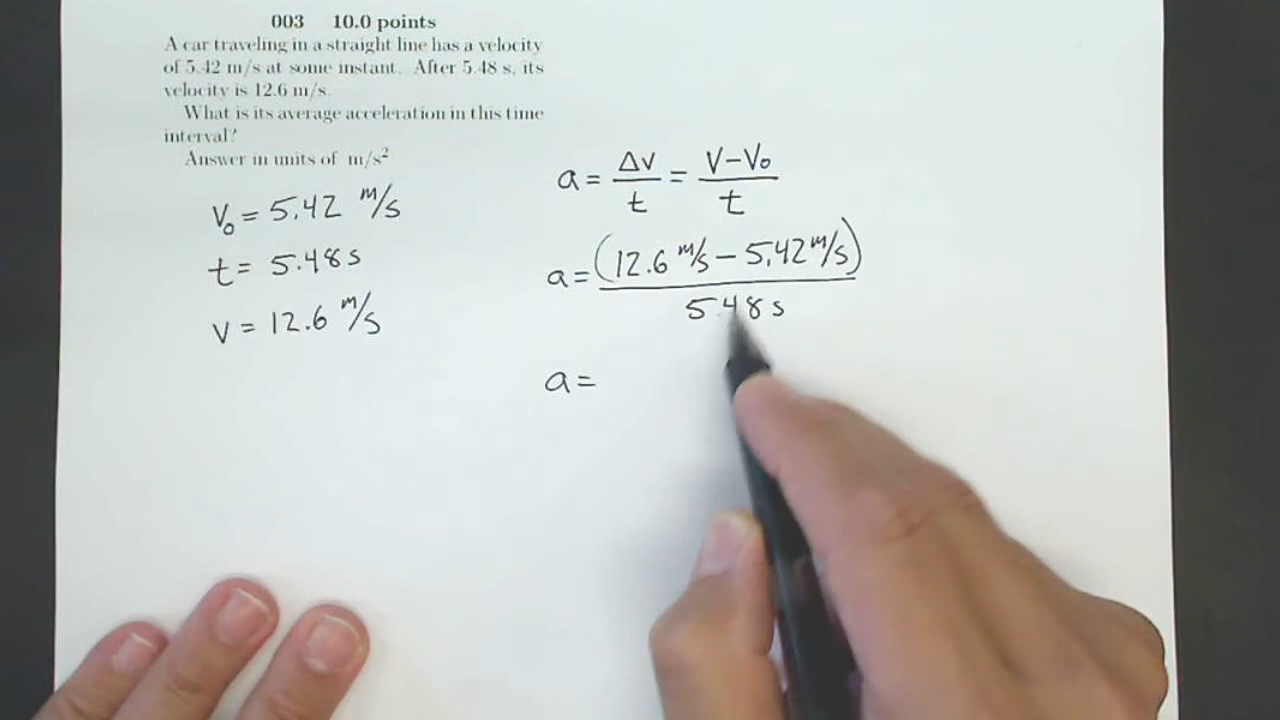 003 10.0 points
A car traveling in a straight line has a velocity
of 5.42 m/s at some instant. After 5.48 s, its
velocity is 12.6 m/s.
What is its average acceleration in this time
interval?
Answer in units of m/s²
V₀ = 5.42 m/s
t = 5.48 s
V = 12.6 m/s
a = ΔV/t = V-V₀/t
a = (12.6 m/s - 5.42 m/s)/5.48 s
a =